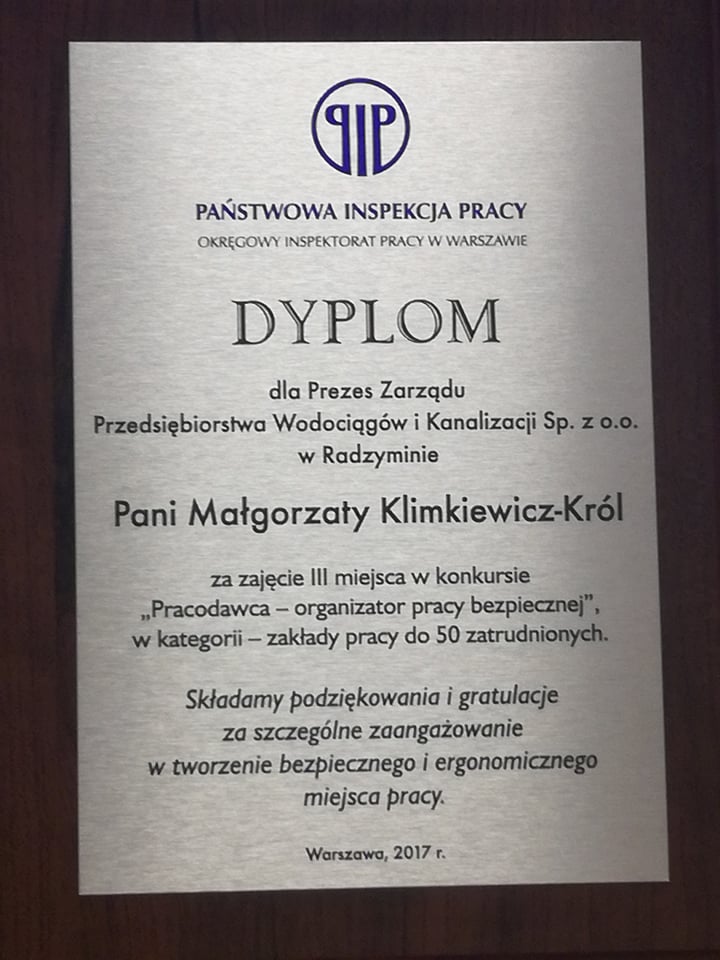 PIP
PAŃSTWOWA INSPEKCJA PRACY
OKRĘGOWY INSPEKTORAT PRACY W WARSZAWIE
DYPLOM
dla Prezes Zarządu
Przedsiębiorstwa Wodociągów i Kanalizacji Sp. z o.o.
w Radzyminie
Pani Małgorzaty Klimkiewicz-Król
za zajęcie III miejsca w konkursie
„Pracodawca – organizator pracy bezpiecznej”,
w kategorii – zakłady pracy do 50 zatrudnionych.
Składamy podziękowania i gratulacje
za szczególne zaangażowanie
w tworzenie bezpiecznego i ergonomicznego
miejsca pracy.
Warszawa, 2017 r.